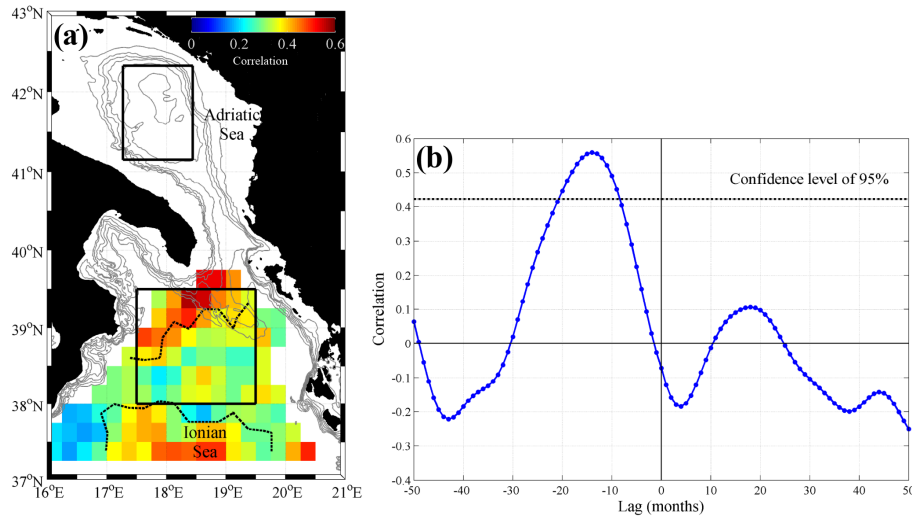 43°N
42°N
41°N
40°N
39°N
38°N
37°N
(a)
0 0.2 0.4 0.6
Correlation
Adriatic
Sea
Ionian
Sea
16°E 17°E 18°E 19°E 20°E 21°E
(b)
Confidence level of 95%
0.6
0.5
0.4
0.3
0.2
0.1
0
-0.1
-0.2
-0.3
-0.4
Correlation
-50 -40 -30 -20 -10 0 10 20 30 40 50
Lag (months)